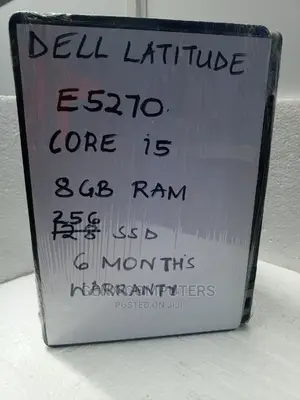 DELL LATITUDE
E5270.
CORE i5
8GB RAM
256
128 SSD
6 MONTH'S
WARRANTY
POSTED ON JIJI